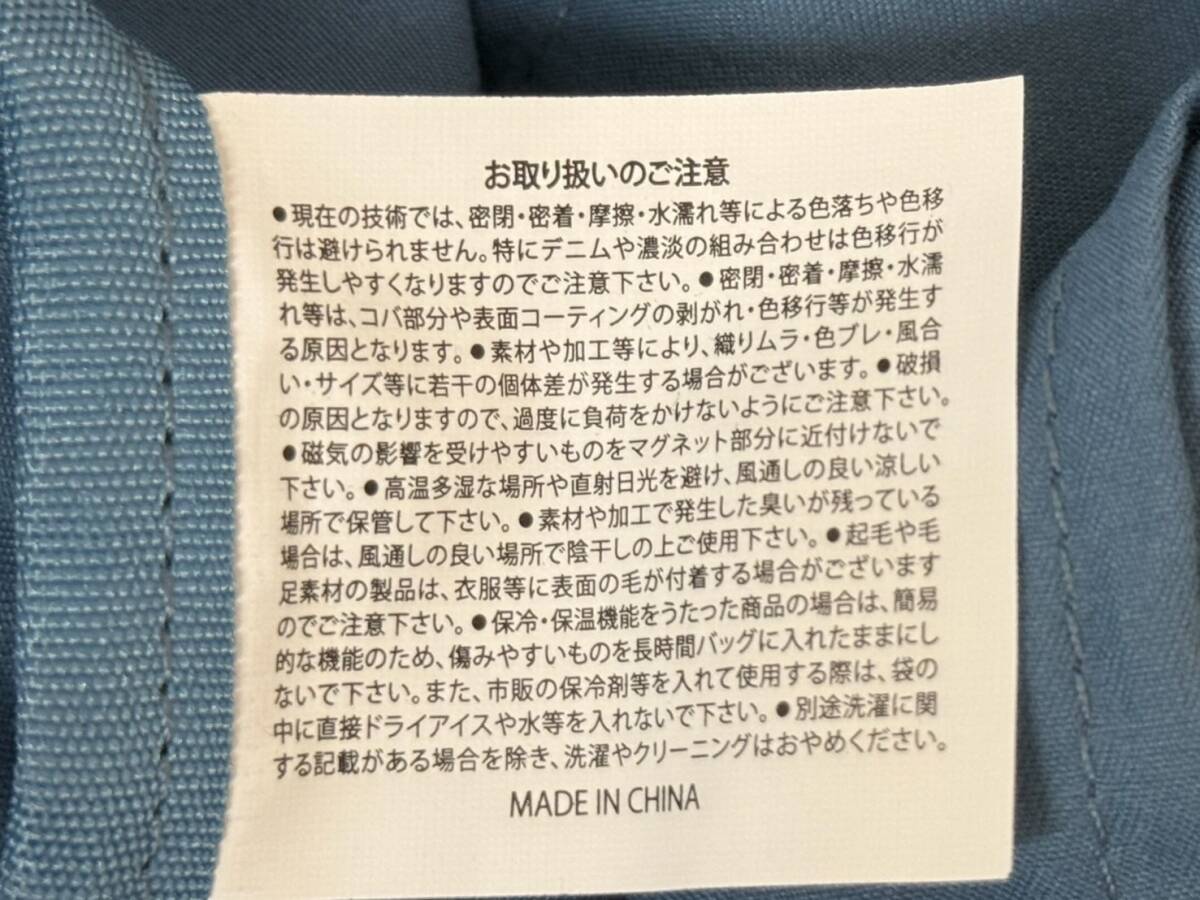 お取り扱いのご注意
●現在の技術では、密閉・密着・摩擦・水濡れ等による色落ちや色移
行は避けられません。特にデニムや濃淡の組み合わせは色移行が
発生しやすくなりますのでご注意下さい。●密閉・密着・摩擦・水濡
れ等は、コバ部分や表面コーティングの剥がれ・色移行等が発生す
る原因となります。●素材や加工等により、織りムラ・色ブレ・風合
い・サイズ等に若干の個体差が発生する場合がございます。●破損
の原因となりますので、過度に負荷をかけないようにご注意下さい。
●磁気の影響を受けやすいものをマグネット部分に近付けないで
下さい。●高温多湿な場所や直射日光を避け、風通しの良い涼しい
場所で保管して下さい。●素材や加工で発生した臭いが残っている
場合は、風通しの良い場所で陰干しの上ご使用下さい。●起毛や毛
足素材の製品は、衣服等に表面の毛が付着する場合がございます
のでご注意下さい。●保冷・保温機能をうたった商品の場合は、簡易
的な機能のため、傷みやすいものを長時間バッグに入れたままにし
ないで下さい。また、市販の保冷剤等を入れて使用する際は、袋の
中に直接ドライアイスや水等を入れないで下さい。●別途洗濯に関
する記載がある場合を除き、洗濯やクリーニングはおやめください。
MADE IN CHINA